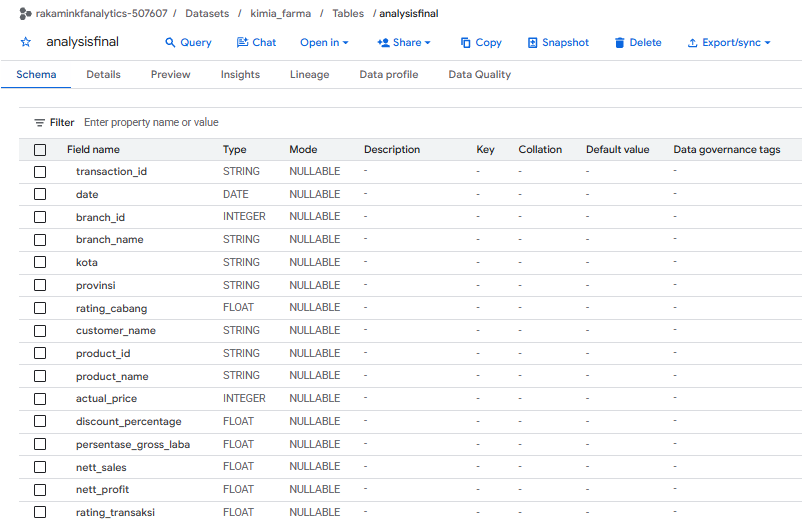 rakaminkfanalytics-507607 / Datasets / kimia_farma / Tables / analysisfinal
analysisfinal Query Chat Open in Share Copy Snapshot Delete Export/sync
Schema Details Preview Insights Lineage Data profile Data Quality
Filter Enter property name or value
Field name Type Mode Description Key Collation Default value Data governance tags
transaction_id STRING NULLABLE - - - - -
date DATE NULLABLE - - - - -
branch_id INTEGER NULLABLE - - - - -
branch_name STRING NULLABLE - - - - -
kota STRING NULLABLE - - - - -
provinsi STRING NULLABLE - - - - -
rating_cabang FLOAT NULLABLE - - - - -
customer_name STRING NULLABLE - - - - -
product_id STRING NULLABLE - - - - -
product_name STRING NULLABLE - - - - -
actual_price INTEGER NULLABLE - - - - -
discount_percentage FLOAT NULLABLE - - - - -
persentase_gross_laba FLOAT NULLABLE - - - - -
nett_sales FLOAT NULLABLE - - - - -
nett_profit FLOAT NULLABLE - - - - -
rating_transaksi FLOAT NULLABLE - - - - -